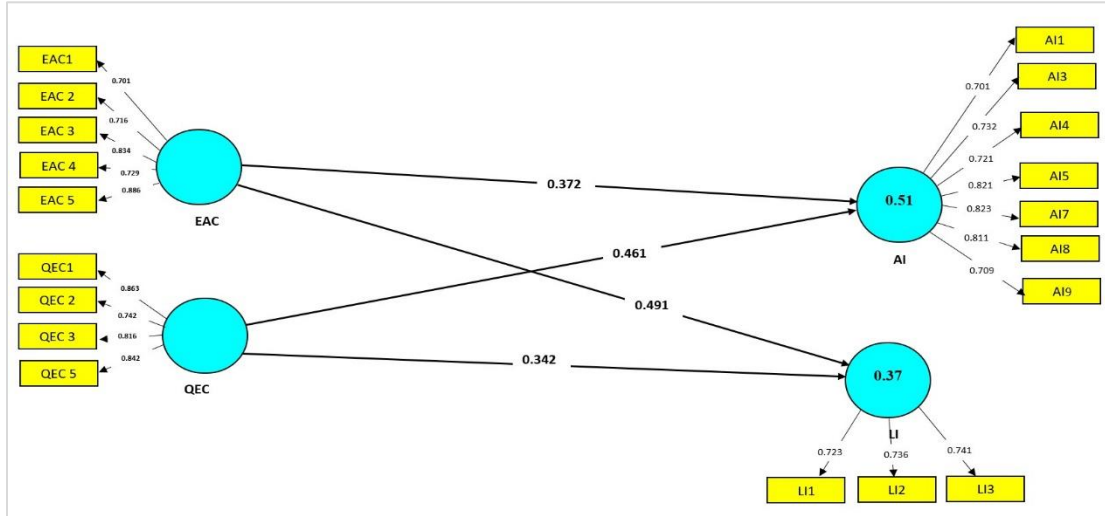 EAC1
0.701
EAC 2
0.716
EAC 3
0.834
EAC 4
0.729
EAC 5
0.886
EAC
QEC1
0.863
QEC 2
0.742
QEC 3
0.816
QEC 5
0.842
QEC
0.372
0.461
0.491
0.342
0.51
AI
0.701
AI1
0.732
AI3
0.721
AI4
0.821
AI5
0.823
AI7
0.811
AI8
0.709
AI9
0.37
LI
0.723
0.736
0.741
LI1
LI2
LI3